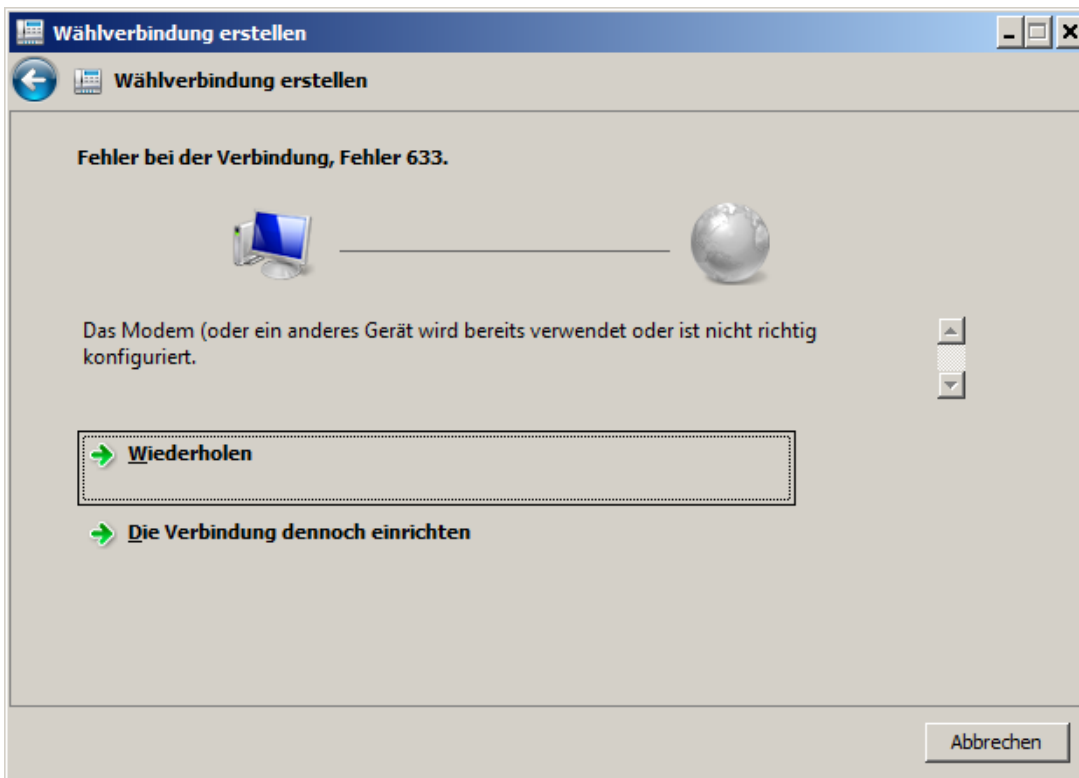 Wählverbindung erstellen
Wählverbindung erstellen
Fehler bei der Verbindung, Fehler 633.
Das Modem (oder ein anderes Gerät wird bereits verwendet oder ist nicht richtig
konfiguriert.
Wiederholen
Die Verbindung dennoch einrichten
Abbrechen